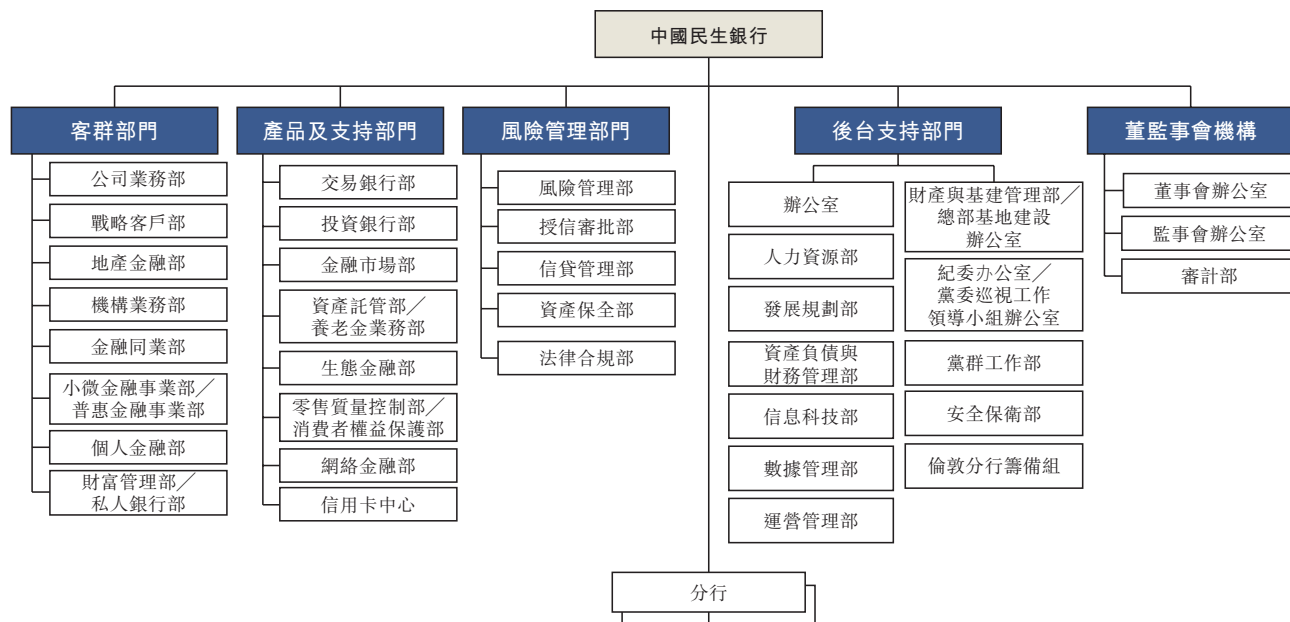 中國民生銀行
客群部門
公司業務部
戰略客戶部
地產金融部
機構業務部
金融同業部
小微金融事業部／
普惠金融事業部
個人金融部
財富管理部／
私人銀行部
產品及支持部門
交易銀行部
投資銀行部
金融市場部
資產託管部／
養老金業務部
生態金融部
零售質量控制部／
消費者權益保護部
網絡金融部
信用卡中心
風險管理部門
風險管理部
授信審批部
信貸管理部
資產保全部
法律合規部
後台支持部門
辦公室
人力資源部
發展規劃部
資產負債與
財務管理部
信息科技部
數據管理部
運營管理部
財產與基建管理部／
總部基地建設
辦公室
紀委办公室／
黨委巡視工作
領導小組辦公室
黨群工作部
安全保衛部
倫敦分行籌備組
董監事會機構
董事會辦公室
監事會辦公室
審計部
分行